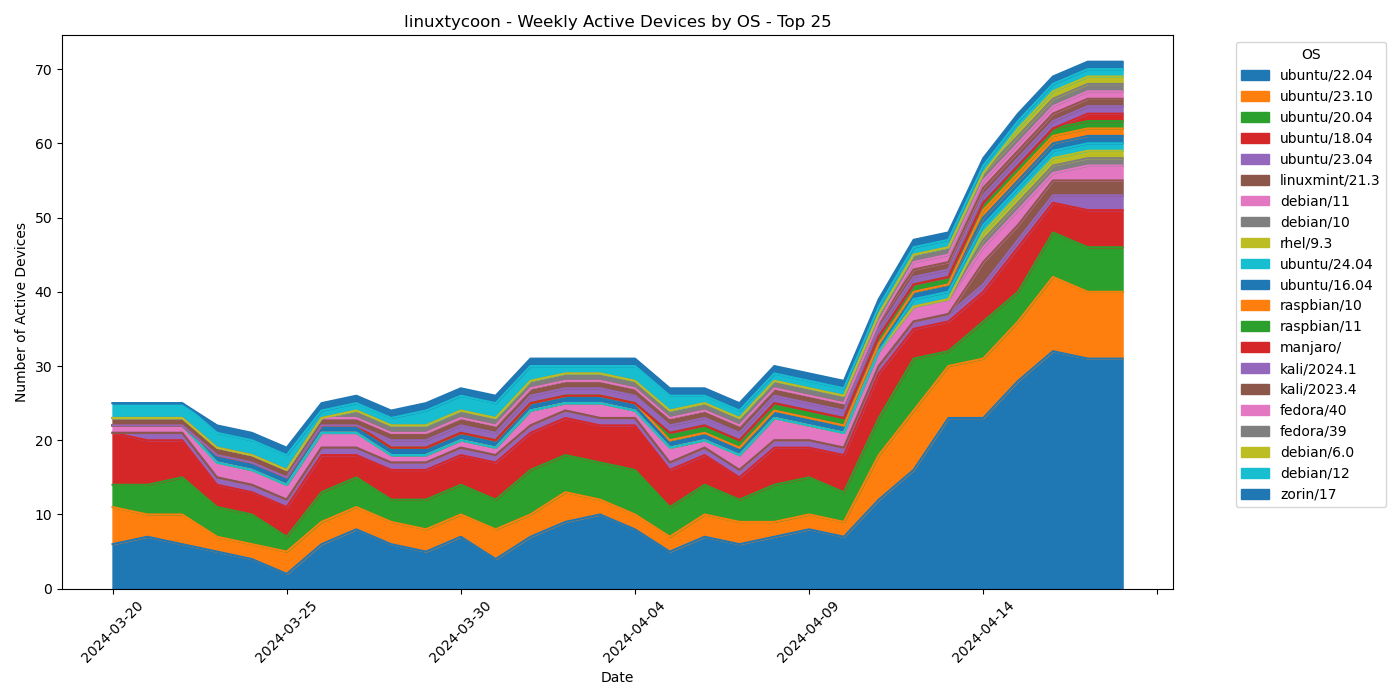 linuxtycoon - Weekly Active Devices by OS - Top 25
70
60
50
40
30
20
10
0
Number of Active Devices
2024-03-20
2024-03-25
2024-03-30
2024-04-04
2024-04-09
2024-04-14
Date
OS
ubuntu/22.04
ubuntu/23.10
ubuntu/20.04
ubuntu/18.04
ubuntu/23.04
linuxmint/21.3
debian/11
debian/10
rhel/9.3
ubuntu/24.04
ubuntu/16.04
raspbian/10
raspbian/11
manjaro/
kali/2024.1
kali/2023.4
fedora/40
fedora/39
debian/6.0
debian/12
zorin/17